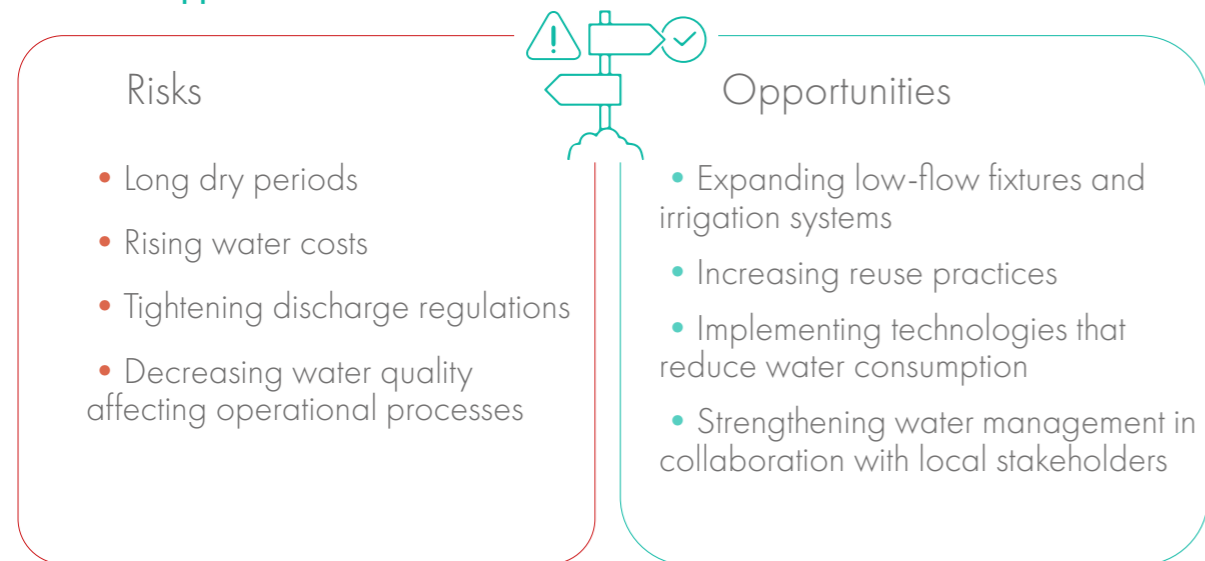 Risks
• Long dry periods
• Rising water costs
• Tightening discharge regulations
• Decreasing water quality
affecting operational processes
Opportunities
• Expanding low-flow fixtures and
irrigation systems
• Increasing reuse practices
• Implementing technologies that
reduce water consumption
• Strengthening water management in
collaboration with local stakeholders